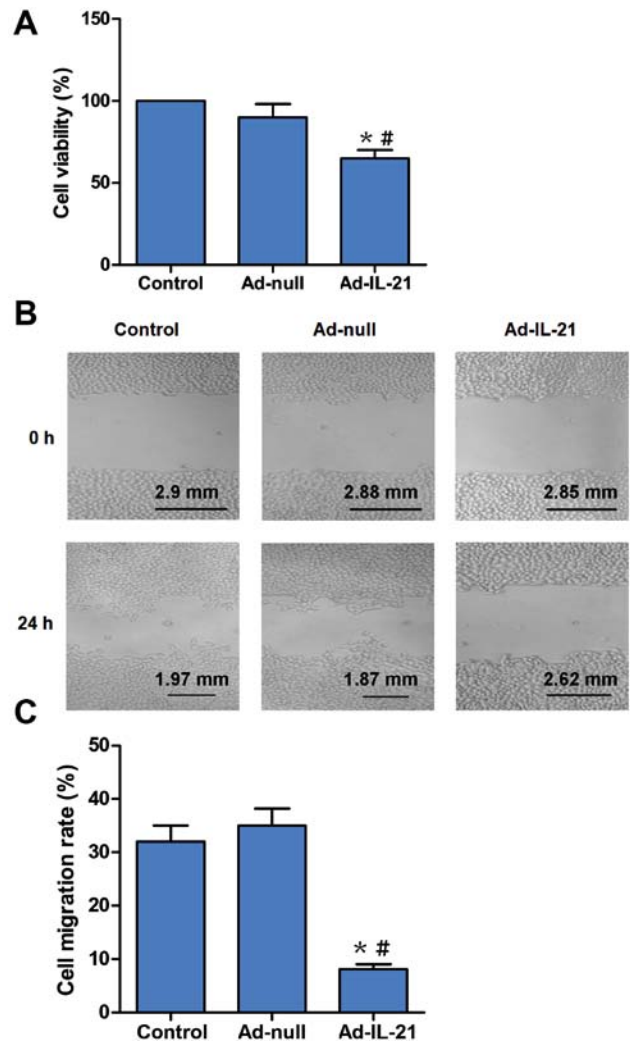 A
Cell viability (%)
150
100
50
0
* #
Control Ad-null Ad-IL-21
B
Control Ad-null Ad-IL-21
0 h
2.9 mm 2.88 mm 2.85 mm
24 h
1.97 mm 1.87 mm 2.62 mm
C
Cell migration rate (%)
50
40
30
20
10
0
* #
Control Ad-null Ad-IL-21